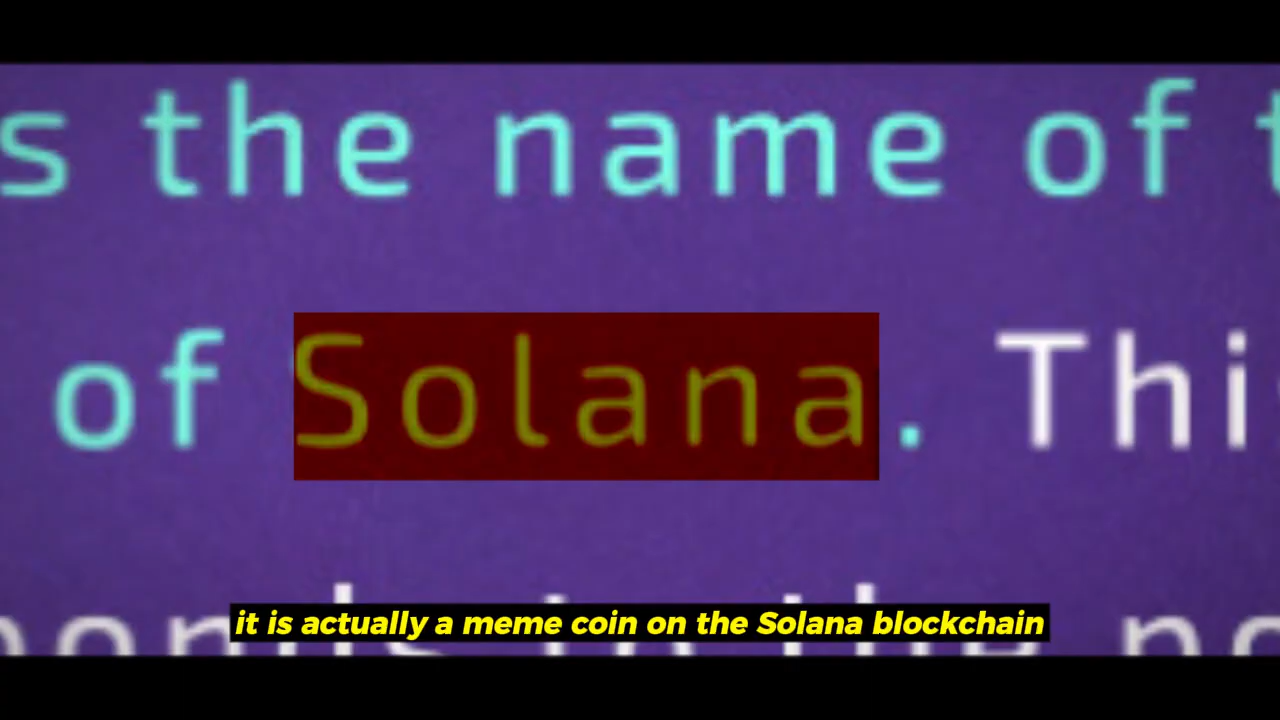 s the name of t
of Solana. Thi
it is actually a meme coin on the Solana blockchain